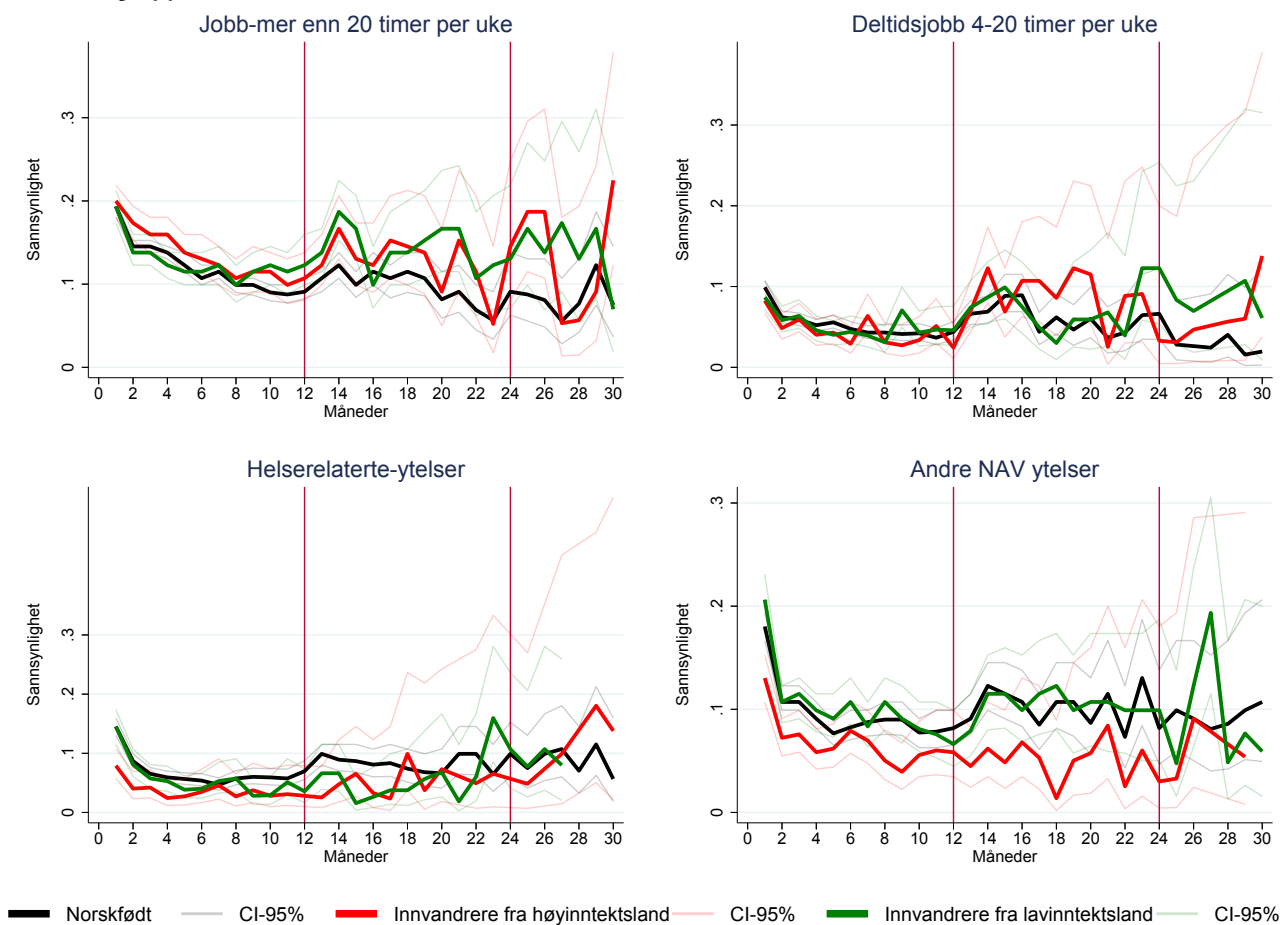 Jobb-mer enn 20 timer per uke
Sannsynlighet
0 .1 .2 .3
0 2 4 6 8 10 12 14 16 18 20 22 24 26 28 30
Måneder
Deltidsjobb 4-20 timer per uke
Sannsynlighet
0 .1 .2 .3
0 2 4 6 8 10 12 14 16 18 20 22 24 26 28 30
Måneder
Helserelaterte-ytelser
Sannsynlighet
0 .1 .2 .3
0 2 4 6 8 10 12 14 16 18 20 22 24 26 28 30
Måneder
Andre NAV ytelser
Sannsynlighet
0 .1 .2 .3
0 2 4 6 8 10 12 14 16 18 20 22 24 26 28 30
Måneder
Norskfødt CI-95% Innvandrere fra høyinntektsland CI-95% Innvandrere fra lavinntektsland CI-95%